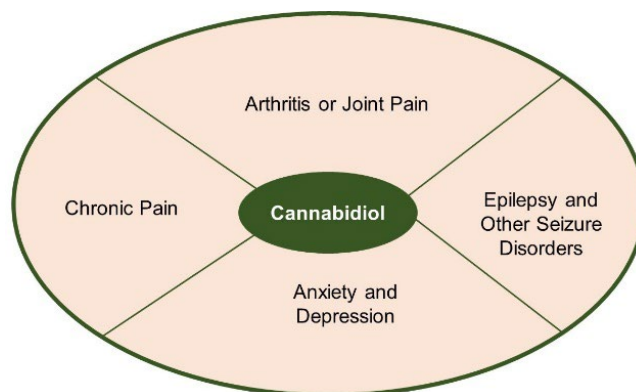 Arthritis or Joint Pain
Chronic Pain
Cannabidiol
Epilepsy and
Other Seizure
Disorders
Anxiety and
Depression